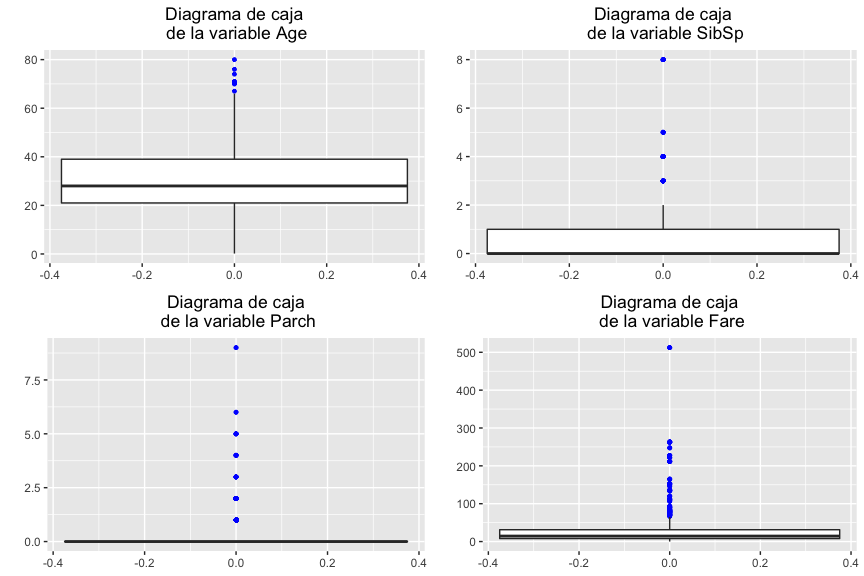 Diagrama de caja
de la variable Age
80
60
40
20
0
-0.4 -0.2 0.0 0.2 0.4
Diagrama de caja
de la variable SibSp
8
6
4
2
0
-0.4 -0.2 0.0 0.2 0.4
Diagrama de caja
de la variable Parch
7.5
5.0
2.5
0.0
-0.4 -0.2 0.0 0.2 0.4
Diagrama de caja
de la variable Fare
500
400
300
200
100
0
-0.4 -0.2 0.0 0.2 0.4